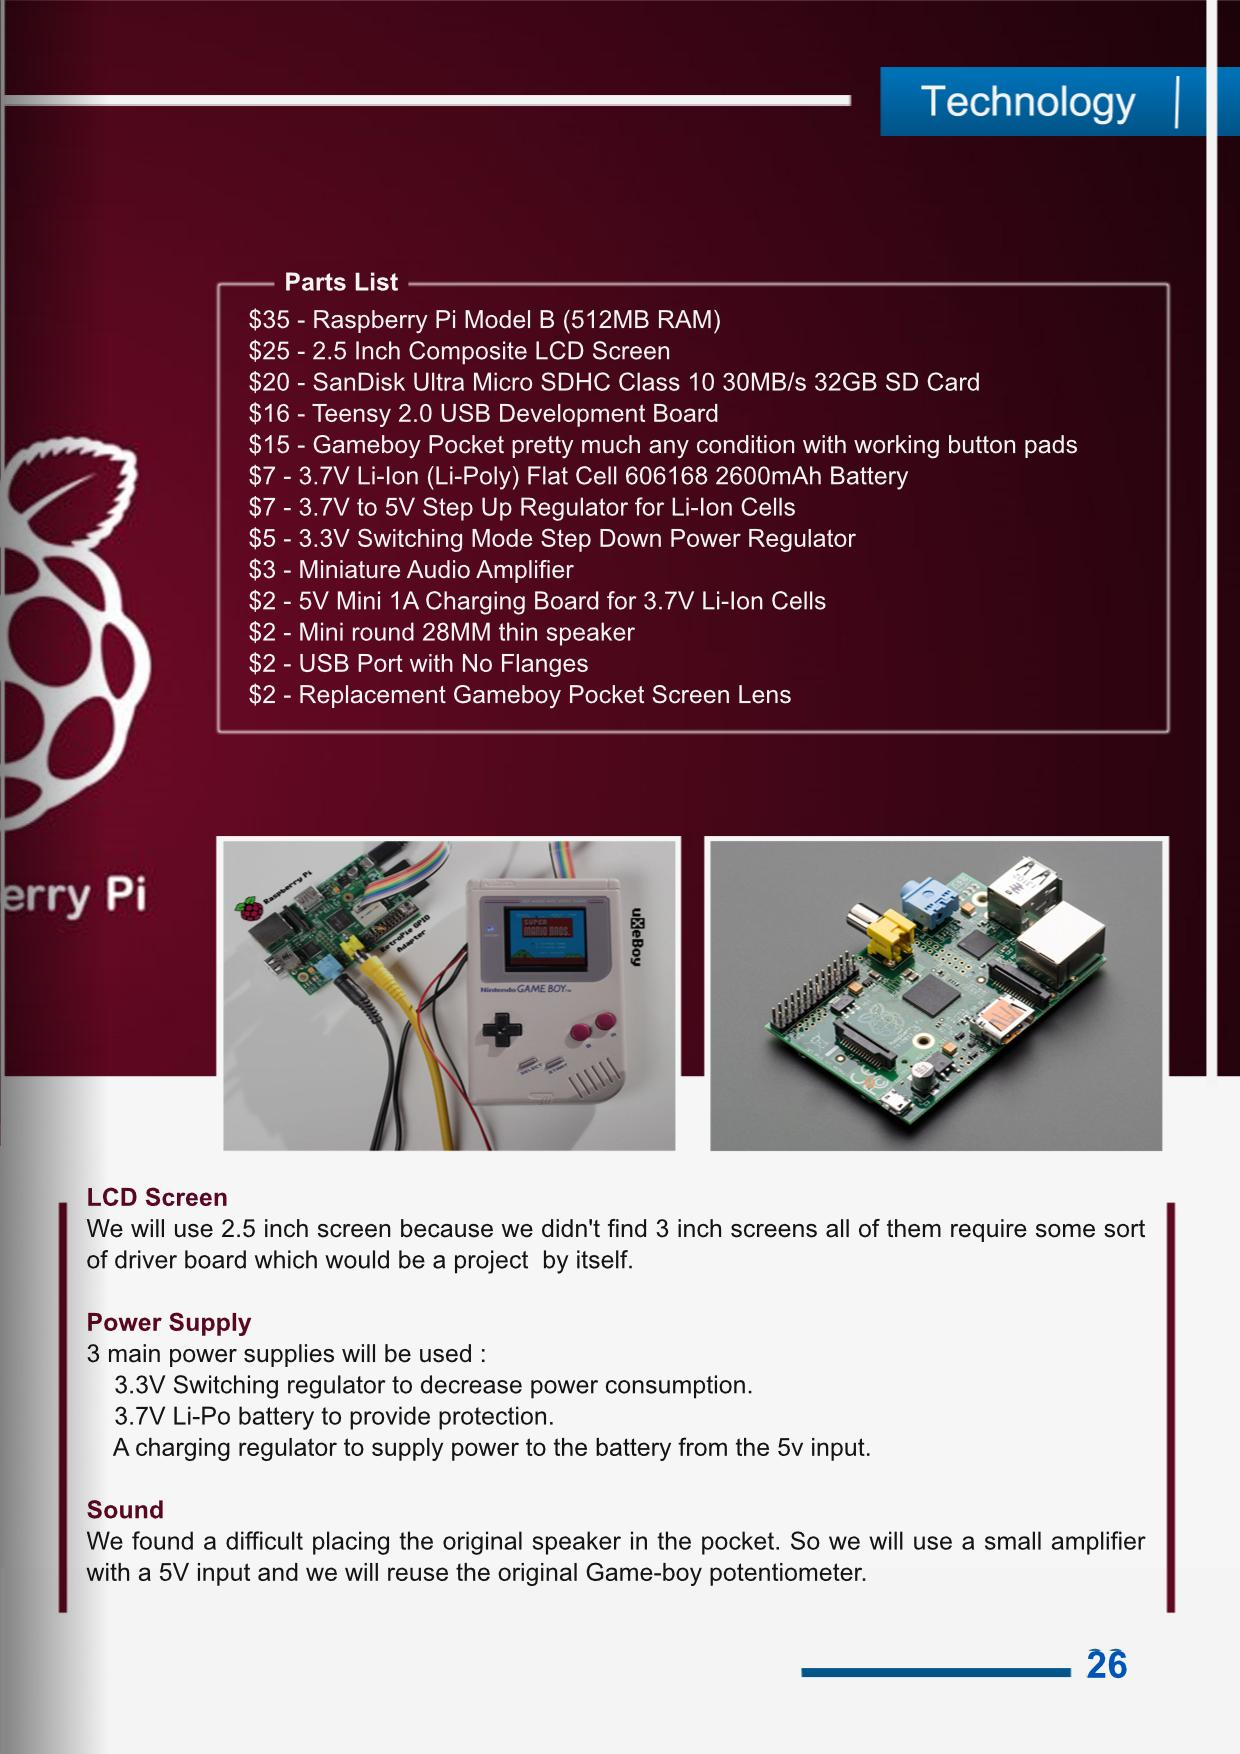 Technology
Parts List
$35 - Raspberry Pi Model B (512MB RAM)
$25 - 2.5 Inch Composite LCD Screen
$20 - SanDisk Ultra Micro SDHC Class 10 30MB/s 32GB SD Card
$16 - Teensy 2.0 USB Development Board
$15 - Gameboy Pocket pretty much any condition with working button pads
$7 - 3.7V Li-Ion (Li-Poly) Flat Cell 606168 2600mAh Battery
$7 - 3.7V to 5V Step Up Regulator for Li-Ion Cells
$5 - 3.3V Switching Mode Step Down Power Regulator
$3 - Miniature Audio Amplifier
$2 - 5V Mini 1A Charging Board for 3.7V Li-Ion Cells
$2 - Mini round 28MM thin speaker
$2 - USB Port with No Flanges
$2 - Replacement Gameboy Pocket Screen Lens
erry Pi
Raspberry Pi
RetroPie GPIO
Adapter
SUPER
MARIO BROS.
uXeBoy
Nintendo GAME BOY
SELECT
START
LCD Screen
We will use 2.5 inch screen because we didn't find 3 inch screens all of them require some sort
of driver board which would be a project by itself.
Power Supply
3 main power supplies will be used :
3.3V Switching regulator to decrease power consumption.
3.7V Li-Po battery to provide protection.
A charging regulator to supply power to the battery from the 5v input.
Sound
We found a difficult placing the original speaker in the pocket. So we will use a small amplifier
with a 5V input and we will reuse the original Game-boy potentiometer.
26